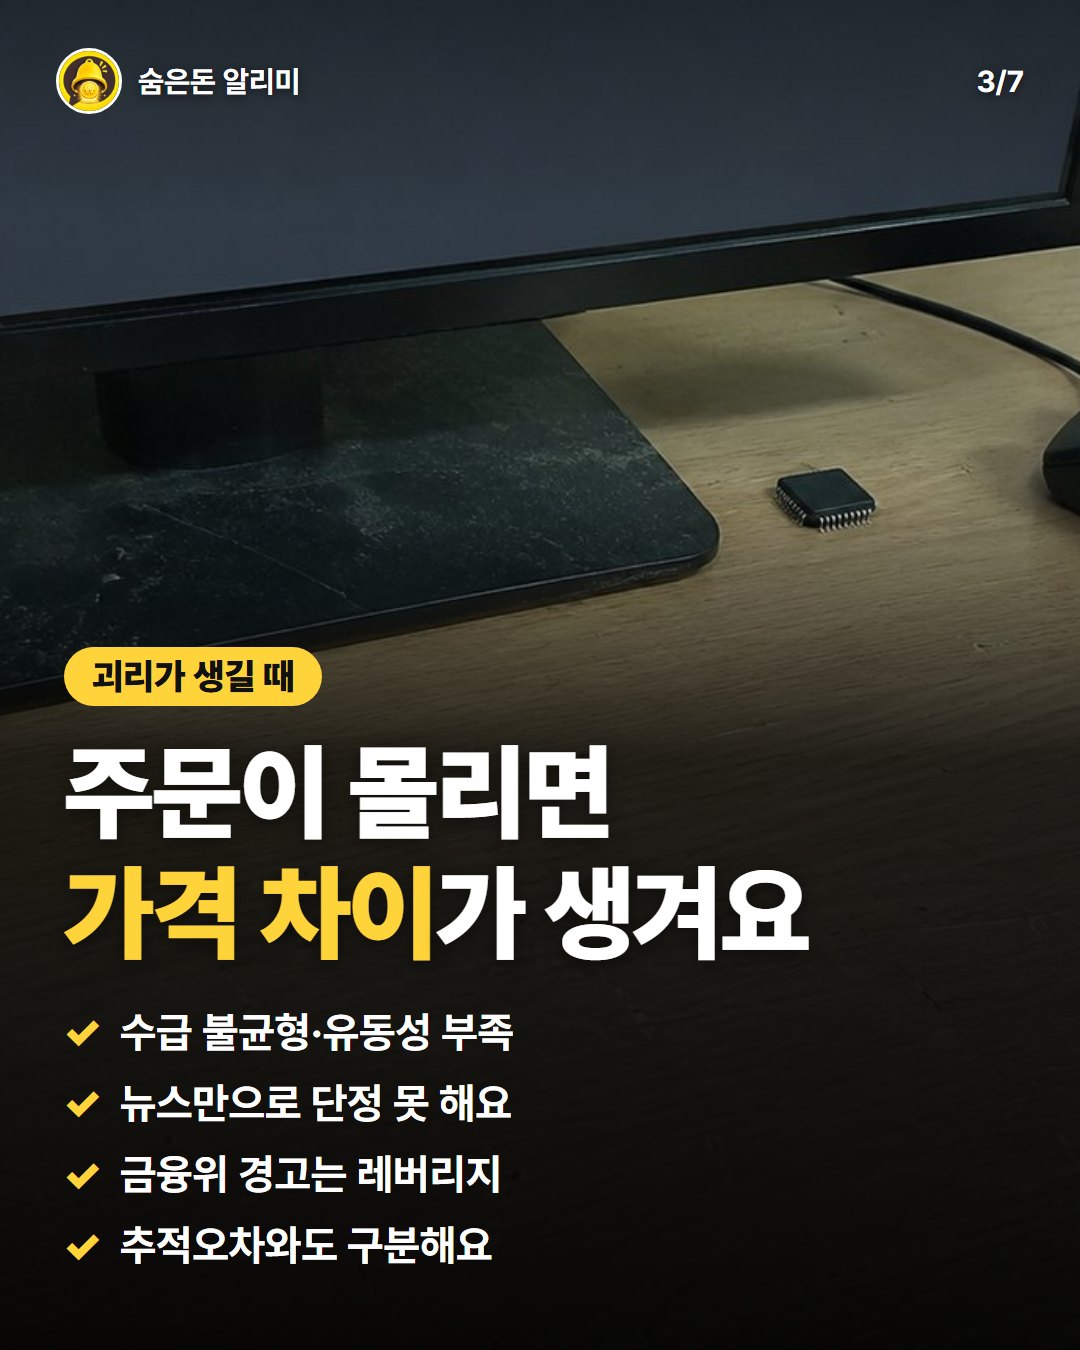 숨은돈 알리미
3/7
괴리가 생길 때
주문이 몰리면
가격 차이가 생겨요
수급 불균형·유동성 부족
뉴스만으로 단정 못 해요
금융위 경고는 레버리지
추적오차와도 구분해요